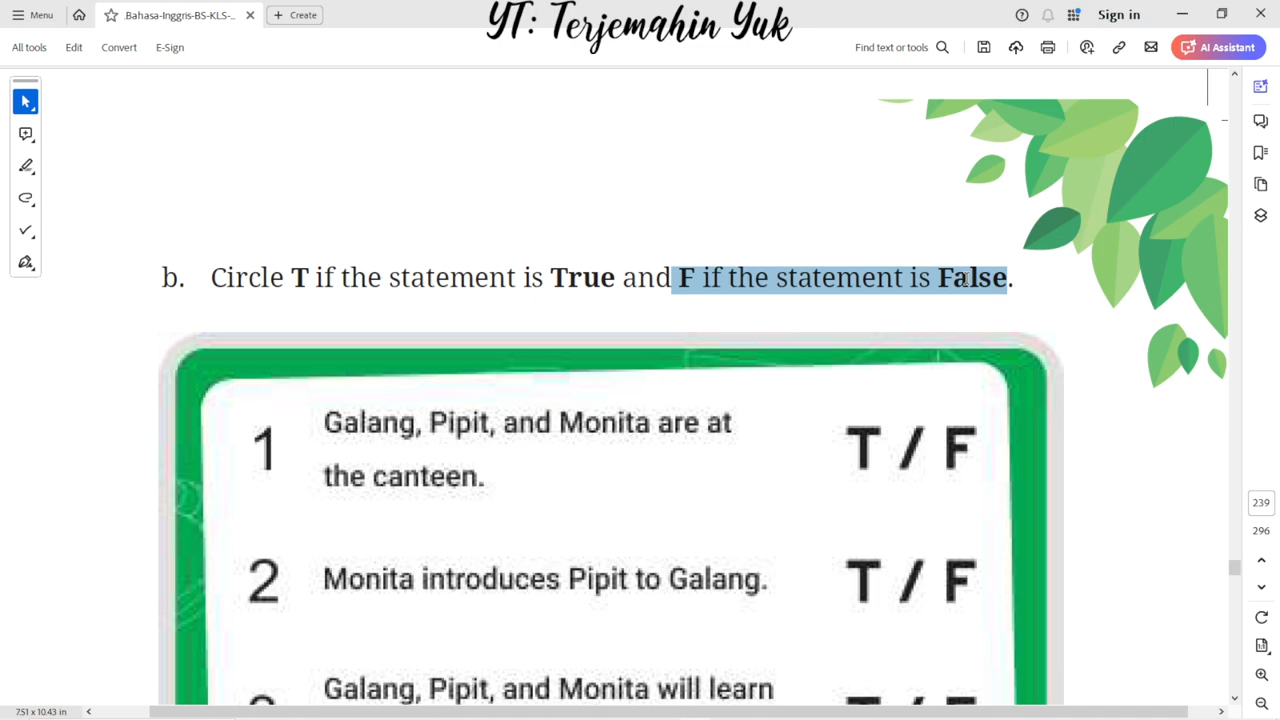 Menu
.Bahasa-Inggris-BS-KLS-...
Create
YT: Terjemahin Yuk
Sign in
All tools
Edit
Convert
E-Sign
Find text or tools
AI Assistant
b. Circle T if the statement is True and F if the statement is False.
1 Galang, Pipit, and Monita are at T / F
the canteen.
2 Monita introduces Pipit to Galang. T / F
Galang, Pipit, and Monita will learn
239
296
7.51 x 10.43 in